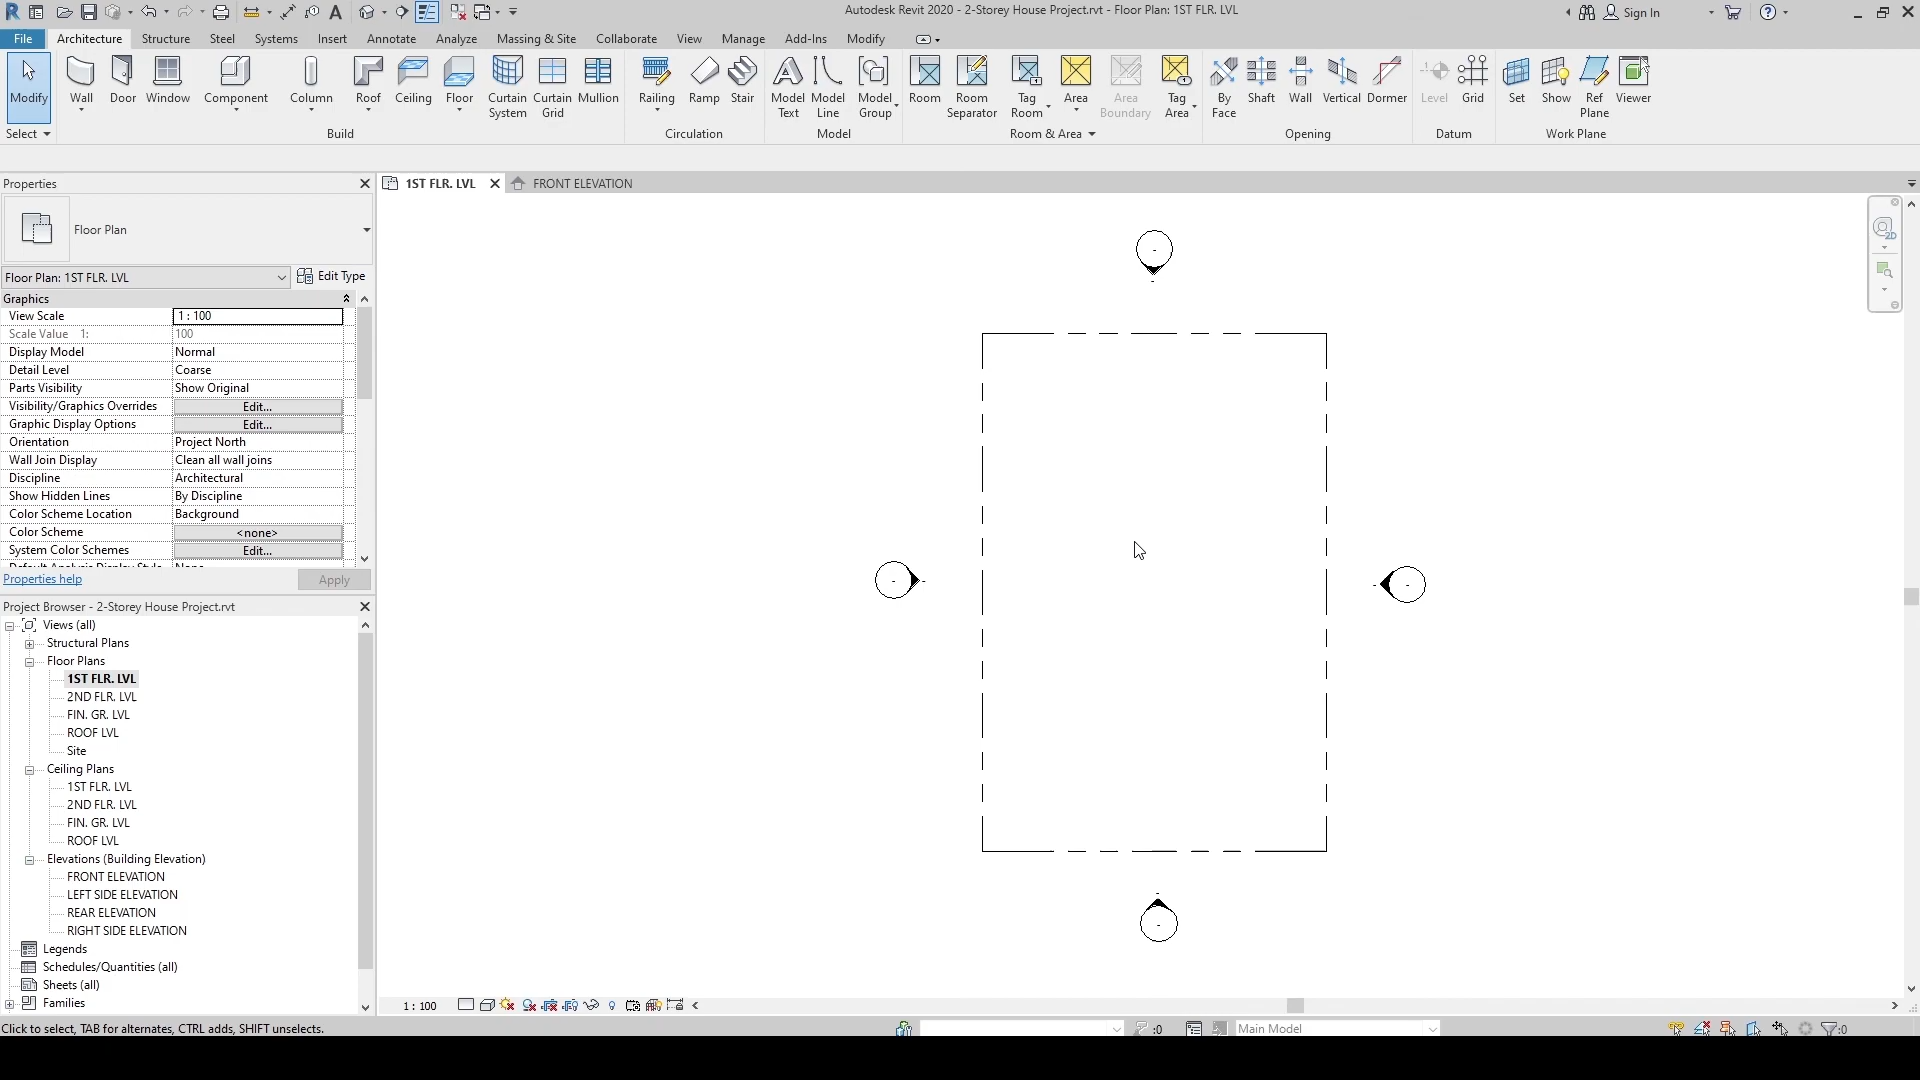 Autodesk Revit 2020 - 2-Storey House Project.rvt - Floor Plan: 1ST FLR. LVL
Sign In
File Architecture Structure Steel Systems Insert Annotate Analyze Massing & Site Collaborate View Manage Add-Ins Modify
Modify Wall Door Window Component Column Roof Ceiling Floor Curtain System Curtain Grid Mullion Railing Ramp Stair Model Text Model Line Model Group Room Room Separator Tag Room Area Area Boundary Tag Area By Face Shaft Wall Vertical Dormer Level Grid Set Show Ref Plane Viewer
Select Build Circulation Model Room & Area Opening Datum Work Plane
Properties
1ST FLR. LVL
FRONT ELEVATION
Floor Plan
Floor Plan: 1ST FLR. LVL
Edit Type
Graphics
View Scale 1 : 100
Scale Value 1: 100
Display Model Normal
Detail Level Coarse
Parts Visibility Show Original
Visibility/Graphics Overrides Edit...
Graphic Display Options Edit...
Orientation Project North
Wall Join Display Clean all wall joins
Discipline Architectural
Show Hidden Lines By Discipline
Color Scheme Location Background
Color Scheme <none>
System Color Schemes Edit...
Properties help
Apply
Project Browser - 2-Storey House Project.rvt
Views (all)
Structural Plans
Floor Plans
1ST FLR. LVL
2ND FLR. LVL
FIN. GR. LVL
ROOF LVL
Site
Ceiling Plans
1ST FLR. LVL
2ND FLR. LVL
FIN. GR. LVL
ROOF LVL
Elevations (Building Elevation)
FRONT ELEVATION
LEFT SIDE ELEVATION
REAR ELEVATION
RIGHT SIDE ELEVATION
Legends
Schedules/Quantities (all)
Sheets (all)
Families
1 : 100
Click to select, TAB for alternates, CTRL adds, SHIFT unselects.
:0
Main Model
:0